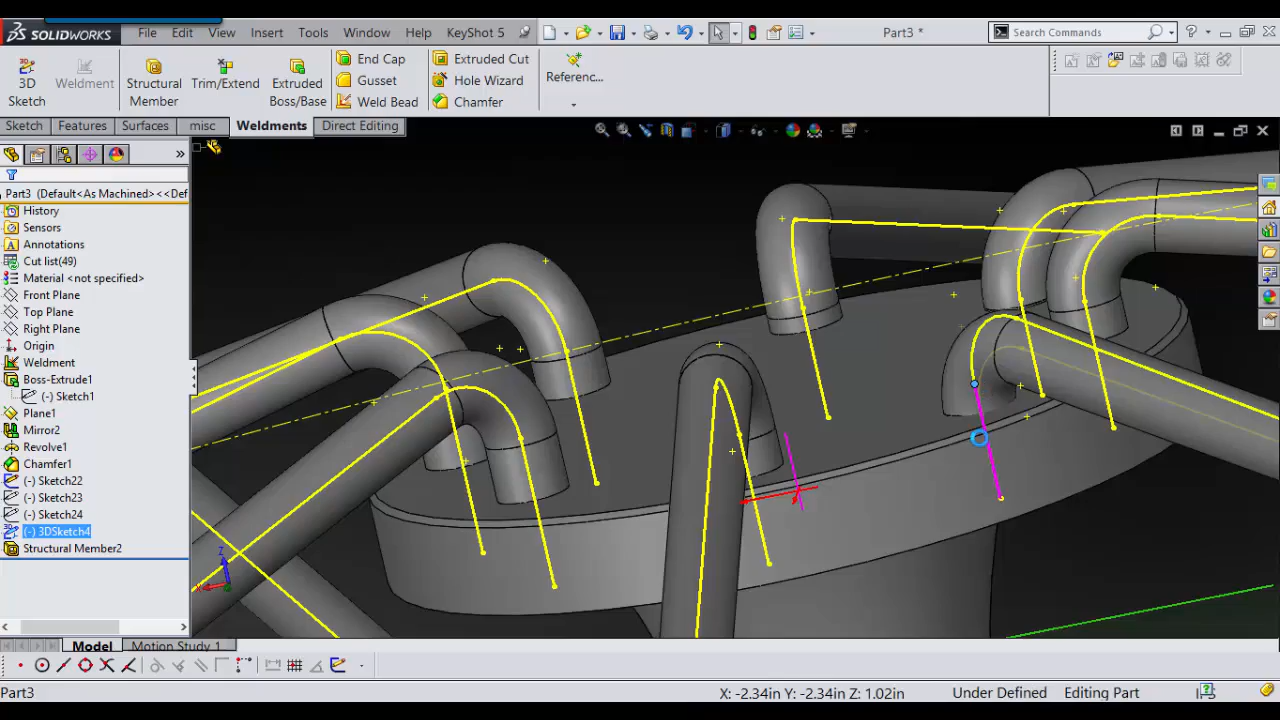 SOLIDWORKS File Edit View Insert Tools Window Help KeyShot 5 Part3 * Search Commands
3D Sketch
Weldment
Structural Member
Trim/Extend
Extruded Boss/Base
End Cap
Gusset
Weld Bead
Extruded Cut
Hole Wizard
Chamfer
Referenc...
Sketch Features Surfaces misc Weldments Direct Editing
Part3 (Default<As Machined><<Def
History
Sensors
Annotations
Cut list(49)
Material <not specified>
Front Plane
Top Plane
Right Plane
Origin
Weldment
Boss-Extrude1
(-) Sketch1
Plane1
Mirror2
Revolve1
Chamfer1
(-) Sketch22
(-) Sketch23
(-) Sketch24
(-) 3DSketch4
Structural Member2
Z
X
Model Motion Study 1
Part3 X: -2.34in Y: -2.34in Z: 1.02in Under Defined Editing Part